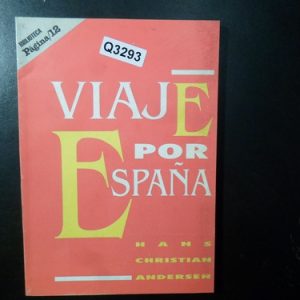 BIBLIOTECA
Página/12
Q3293
VIAJE
POR
ESPAÑA
HANS
CHRISTIAN
ANDERSEN